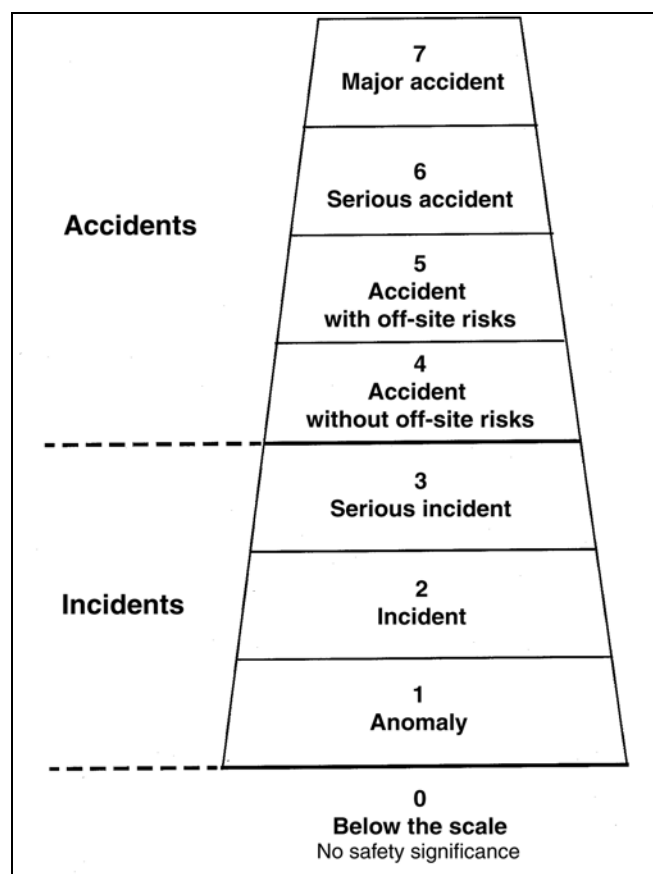 7
Major accident
6
Serious accident
Accidents
5
Accident
with off-site risks
4
Accident
without off-site risks
3
Serious incident
Incidents
2
Incident
1
Anomaly
0
Below the scale
No safety significance